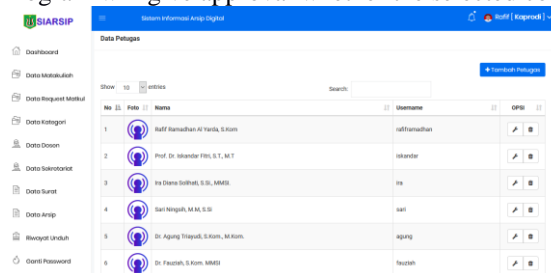 SIARSIP
Sistem Informasi Arsip Digital
Rafif [ Kaprodi ]
Data Petugas
Dashboard
Data Matakuliah
Data Request Matkul
Data Kategori
Data Dosen
Data Sekretariat
Data Surat
Data Arsip
Riwayat Unduh
Ganti Password
+ Tambah Petugas
Show 10 entries Search:
No Foto Nama Username OPSI
1 Rafif Ramadhan Al Yarda, S.Kom rafiframadhan
2 Prof. Dr. Iskandar Fitri, S.T., M.T iskandar
3 Ira Diana Solihati, S.Si., MMSI. ira
4 Sari Ningsih, M.M, S.Si sari
5 Dr. Agung Triayudi, S.Kom., M.Kom. agung
6 Dr. Fauziah, S.Kom. MMSI fauziah